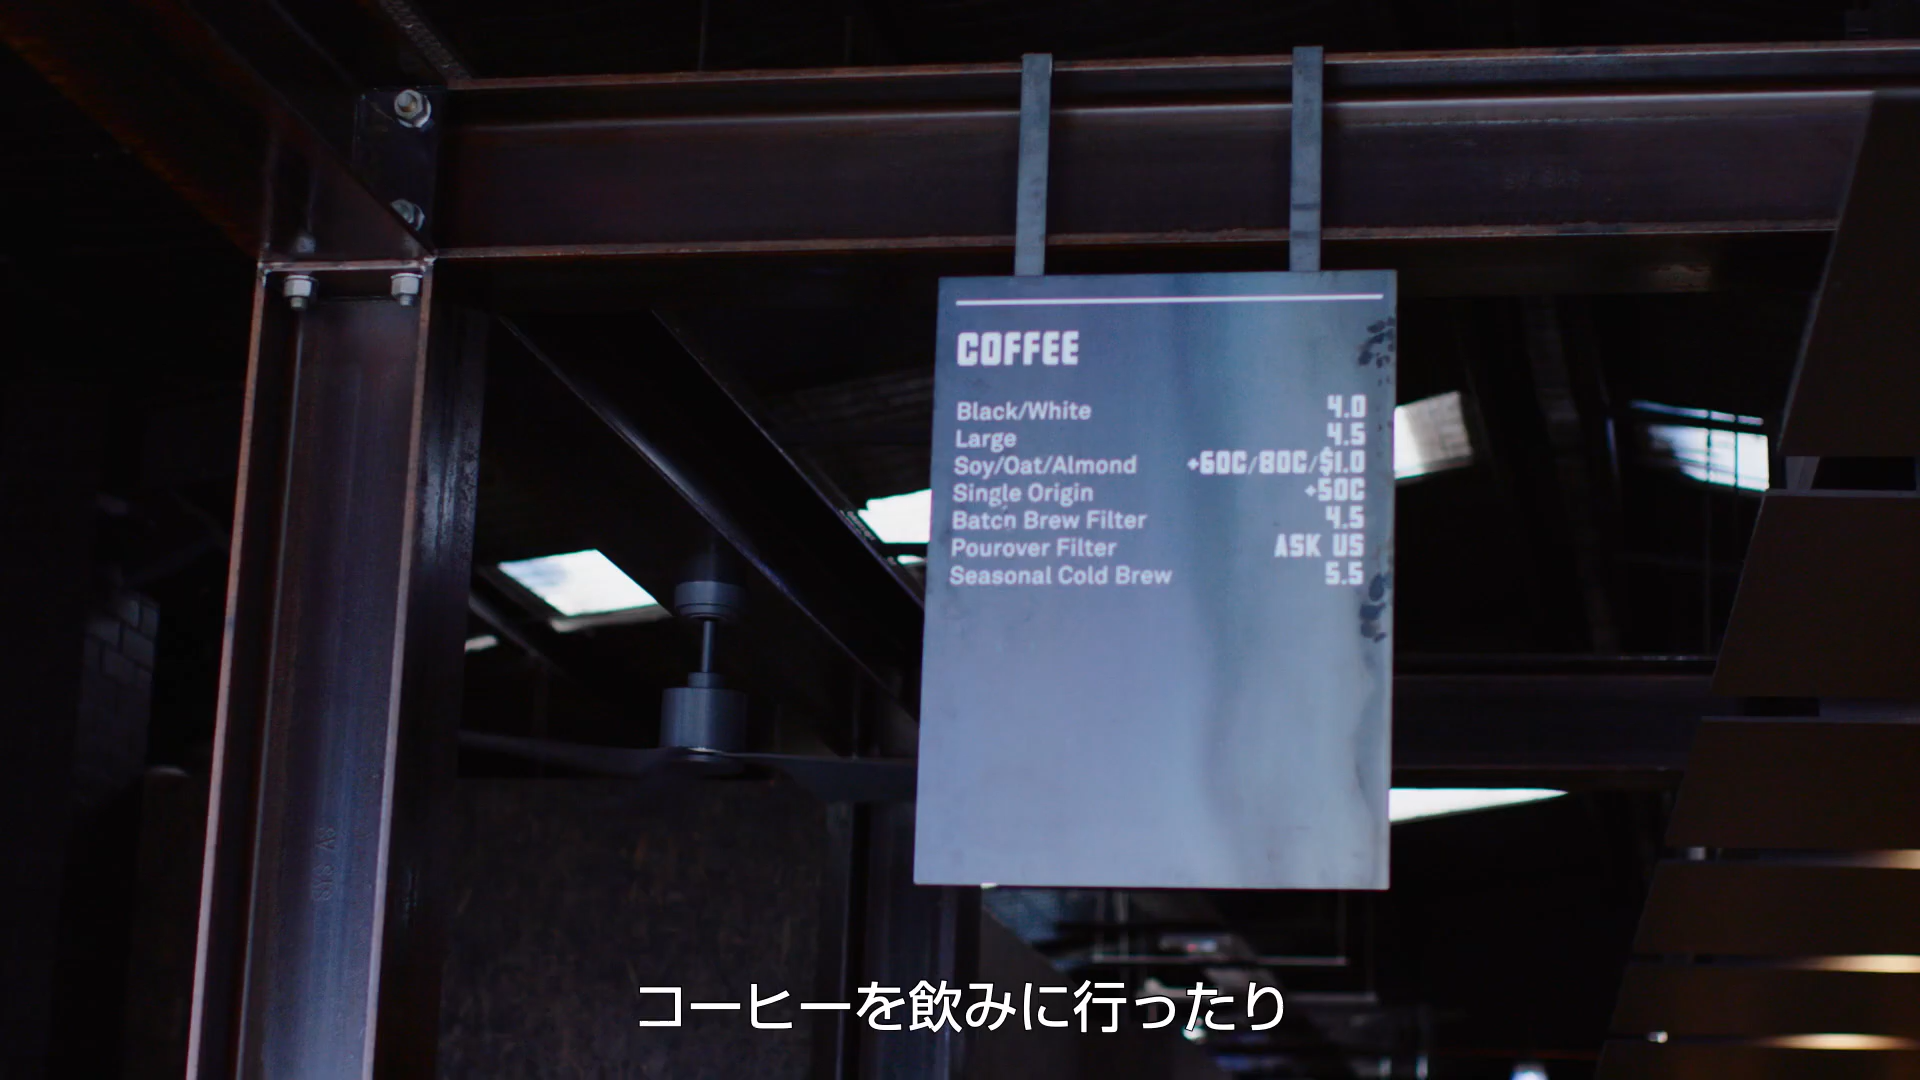 COFFEE
Black/White 4.0
Large 4.5
Soy/Oat/Almond +60C/80C/$1.0
Single Origin +50C
Batch Brew Filter 4.5
Pourover Filter ASK US
Seasonal Cold Brew 5.5
コーヒーを飲みに行ったり